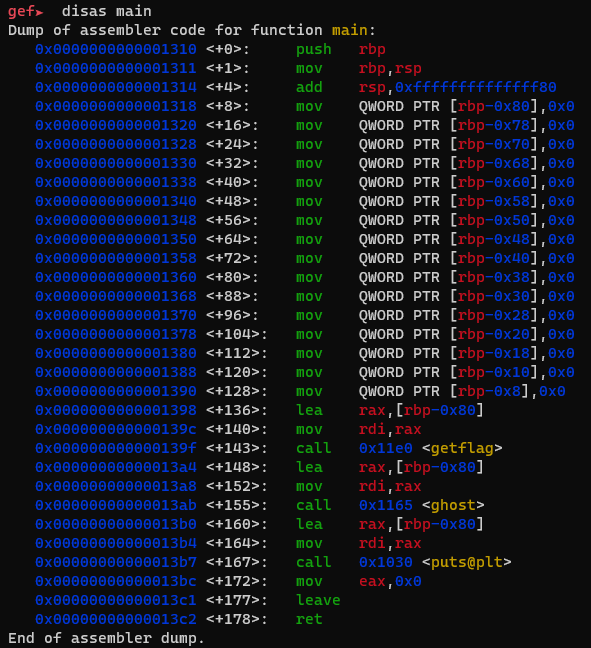 gef➤  disas main
Dump of assembler code for function main:
   0x0000000000001310 <+0>:     push   rbp
   0x0000000000001311 <+1>:     mov    rbp,rsp
   0x0000000000001314 <+4>:     add    rsp,0xffffffffffffff80
   0x0000000000001318 <+8>:     mov    QWORD PTR [rbp-0x80],0x0
   0x0000000000001320 <+16>:    mov    QWORD PTR [rbp-0x78],0x0
   0x0000000000001328 <+24>:    mov    QWORD PTR [rbp-0x70],0x0
   0x0000000000001330 <+32>:    mov    QWORD PTR [rbp-0x68],0x0
   0x0000000000001338 <+40>:    mov    QWORD PTR [rbp-0x60],0x0
   0x0000000000001340 <+48>:    mov    QWORD PTR [rbp-0x58],0x0
   0x0000000000001348 <+56>:    mov    QWORD PTR [rbp-0x50],0x0
   0x0000000000001350 <+64>:    mov    QWORD PTR [rbp-0x48],0x0
   0x0000000000001358 <+72>:    mov    QWORD PTR [rbp-0x40],0x0
   0x0000000000001360 <+80>:    mov    QWORD PTR [rbp-0x38],0x0
   0x0000000000001368 <+88>:    mov    QWORD PTR [rbp-0x30],0x0
   0x0000000000001370 <+96>:    mov    QWORD PTR [rbp-0x28],0x0
   0x0000000000001378 <+104>:   mov    QWORD PTR [rbp-0x20],0x0
   0x0000000000001380 <+112>:   mov    QWORD PTR [rbp-0x18],0x0
   0x0000000000001388 <+120>:   mov    QWORD PTR [rbp-0x10],0x0
   0x0000000000001390 <+128>:   mov    QWORD PTR [rbp-0x8],0x0
   0x0000000000001398 <+136>:   lea    rax,[rbp-0x80]
   0x000000000000139c <+140>:   mov    rdi,rax
   0x000000000000139f <+143>:   call   0x11e0 <getflag>
   0x00000000000013a4 <+148>:   lea    rax,[rbp-0x80]
   0x00000000000013a8 <+152>:   mov    rdi,rax
   0x00000000000013ab <+155>:   call   0x1165 <ghost>
   0x00000000000013b0 <+160>:   lea    rax,[rbp-0x80]
   0x00000000000013b4 <+164>:   mov    rdi,rax
   0x00000000000013b7 <+167>:   call   0x1030 <puts@plt>
   0x00000000000013bc <+172>:   mov    eax,0x0
   0x00000000000013c1 <+177>:   leave
   0x00000000000013c2 <+178>:   ret
End of assembler dump.